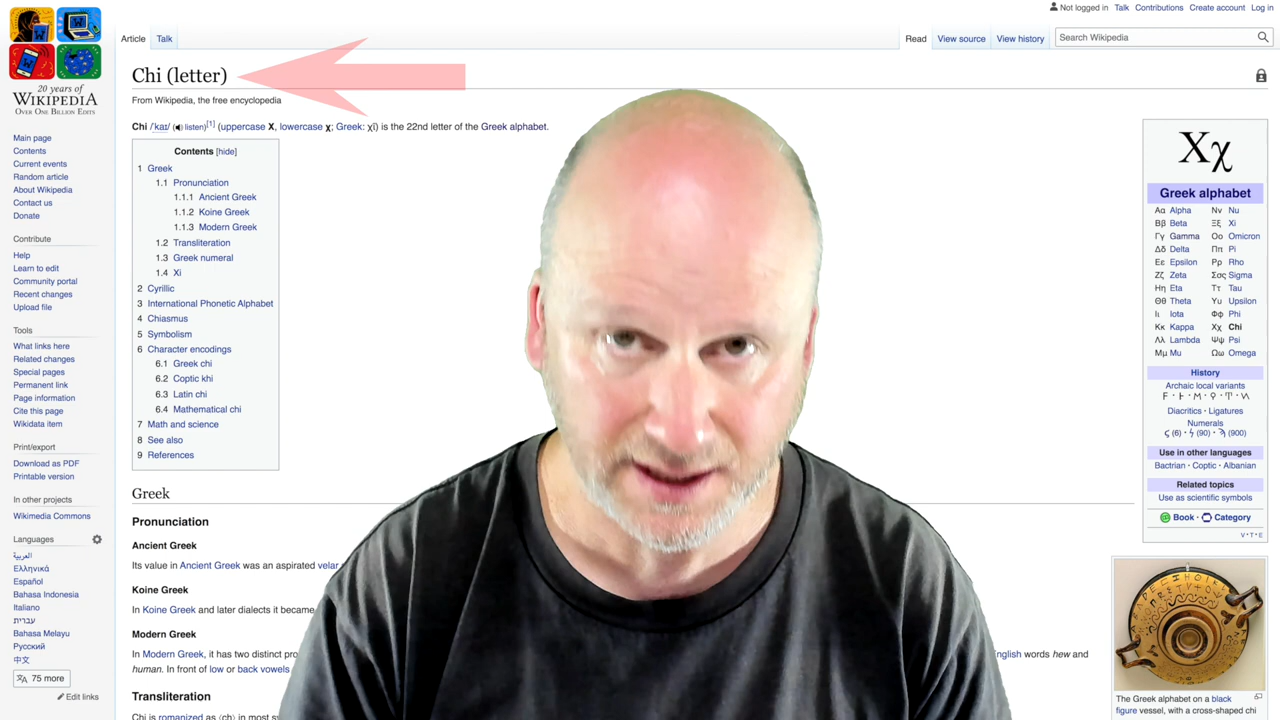 Not logged in Talk Contributions Create account Log in
Article Talk Read View source View history Search Wikipedia
20 years of
WIKIPEDIA
OVER ONE BILLION EDITS
Main page
Contents
Current events
Random article
About Wikipedia
Contact us
Donate
Contribute
Help
Learn to edit
Community portal
Recent changes
Upload file
Tools
What links here
Related changes
Special pages
Permanent link
Page information
Cite this page
Wikidata item
Print/export
Download as PDF
Printable version
In other projects
Wikimedia Commons
Languages
العربية
Ελληνικά
Español
Bahasa Indonesia
Italiano
עברית
Bahasa Melayu
Русский
中文
75 more
Edit links
Chi (letter)
From Wikipedia, the free encyclopedia
Chi /ˈkaɪ/ (listen)[1] (uppercase Χ, lowercase χ; Greek: χῖ) is the 22nd letter of the Greek alphabet.
Contents [hide]
1 Greek
1.1 Pronunciation
1.1.1 Ancient Greek
1.1.2 Koine Greek
1.1.3 Modern Greek
1.2 Transliteration
1.3 Greek numeral
1.4 Xi
2 Cyrillic
3 International Phonetic Alphabet
4 Chiasmus
5 Symbolism
6 Character encodings
6.1 Greek chi
6.2 Coptic khi
6.3 Latin chi
6.4 Mathematical chi
7 Math and science
8 See also
9 References
Greek
Pronunciation
Ancient Greek
Its value in Ancient Greek was an aspirated velar
Koine Greek
In Koine Greek and later dialects it became
Modern Greek
In Modern Greek, it has two distinct words hew and
human. In front of low or back vowels
Transliteration
Chi is romanized as ⟨ch⟩ in most
Χχ
Greek alphabet
Αα Alpha Νν Nu
Ββ Beta Ξξ Xi
Γγ Gamma Οο Omicron
Δδ Delta Ππ Pi
Εε Epsilon Ρρ Rho
Ζζ Zeta Σσς Sigma
Ηη Eta Ττ Tau
Θθ Theta Υυ Upsilon
Ιι Iota Φφ Phi
Κκ Kappa Χχ Chi
Λλ Lambda Ψψ Psi
Μμ Mu Ωω Omega
History
Archaic local variants
Diacritics · Ligatures
Numerals
(6) · (90) · (900)
Use in other languages
Bactrian · Coptic · Albanian
Related topics
Use as scientific symbols
Book · Category
V · T · E
The Greek alphabet on a black
figure vessel, with a cross-shaped chi